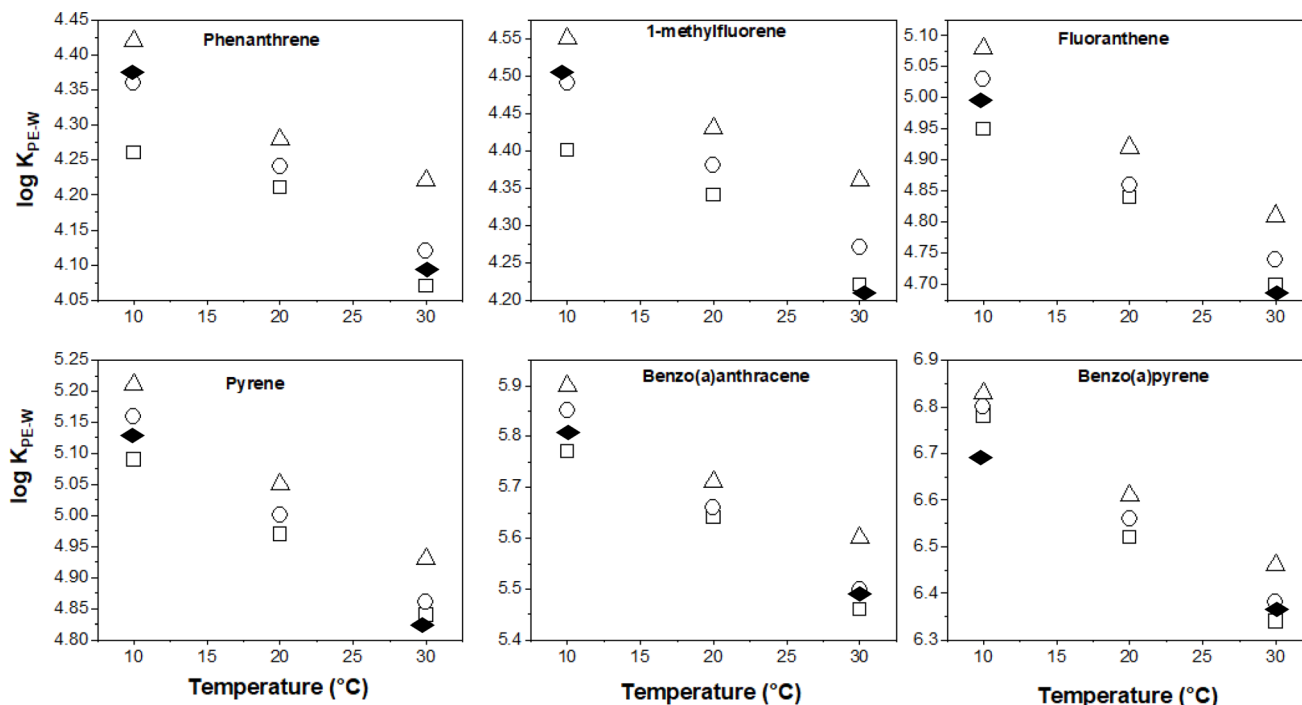 Phenanthrene
log K_PE-W
4.45
4.40
4.35
4.30
4.25
4.20
4.15
4.10
4.05
10 15 20 25 30
1-methylfluorene
4.55
4.50
4.45
4.40
4.35
4.30
4.25
4.20
10 15 20 25 30
Fluoranthene
5.10
5.05
5.00
4.95
4.90
4.85
4.80
4.75
4.70
10 15 20 25 30
Pyrene
log K_PE-W
5.25
5.20
5.15
5.10
5.05
5.00
4.95
4.90
4.85
4.80
10 15 20 25 30
Temperature (°C)
Benzo(a)anthracene
5.9
5.8
5.7
5.6
5.5
5.4
10 15 20 25 30
Temperature (°C)
Benzo(a)pyrene
6.9
6.8
6.7
6.6
6.5
6.4
6.3
10 15 20 25 30
Temperature (°C)